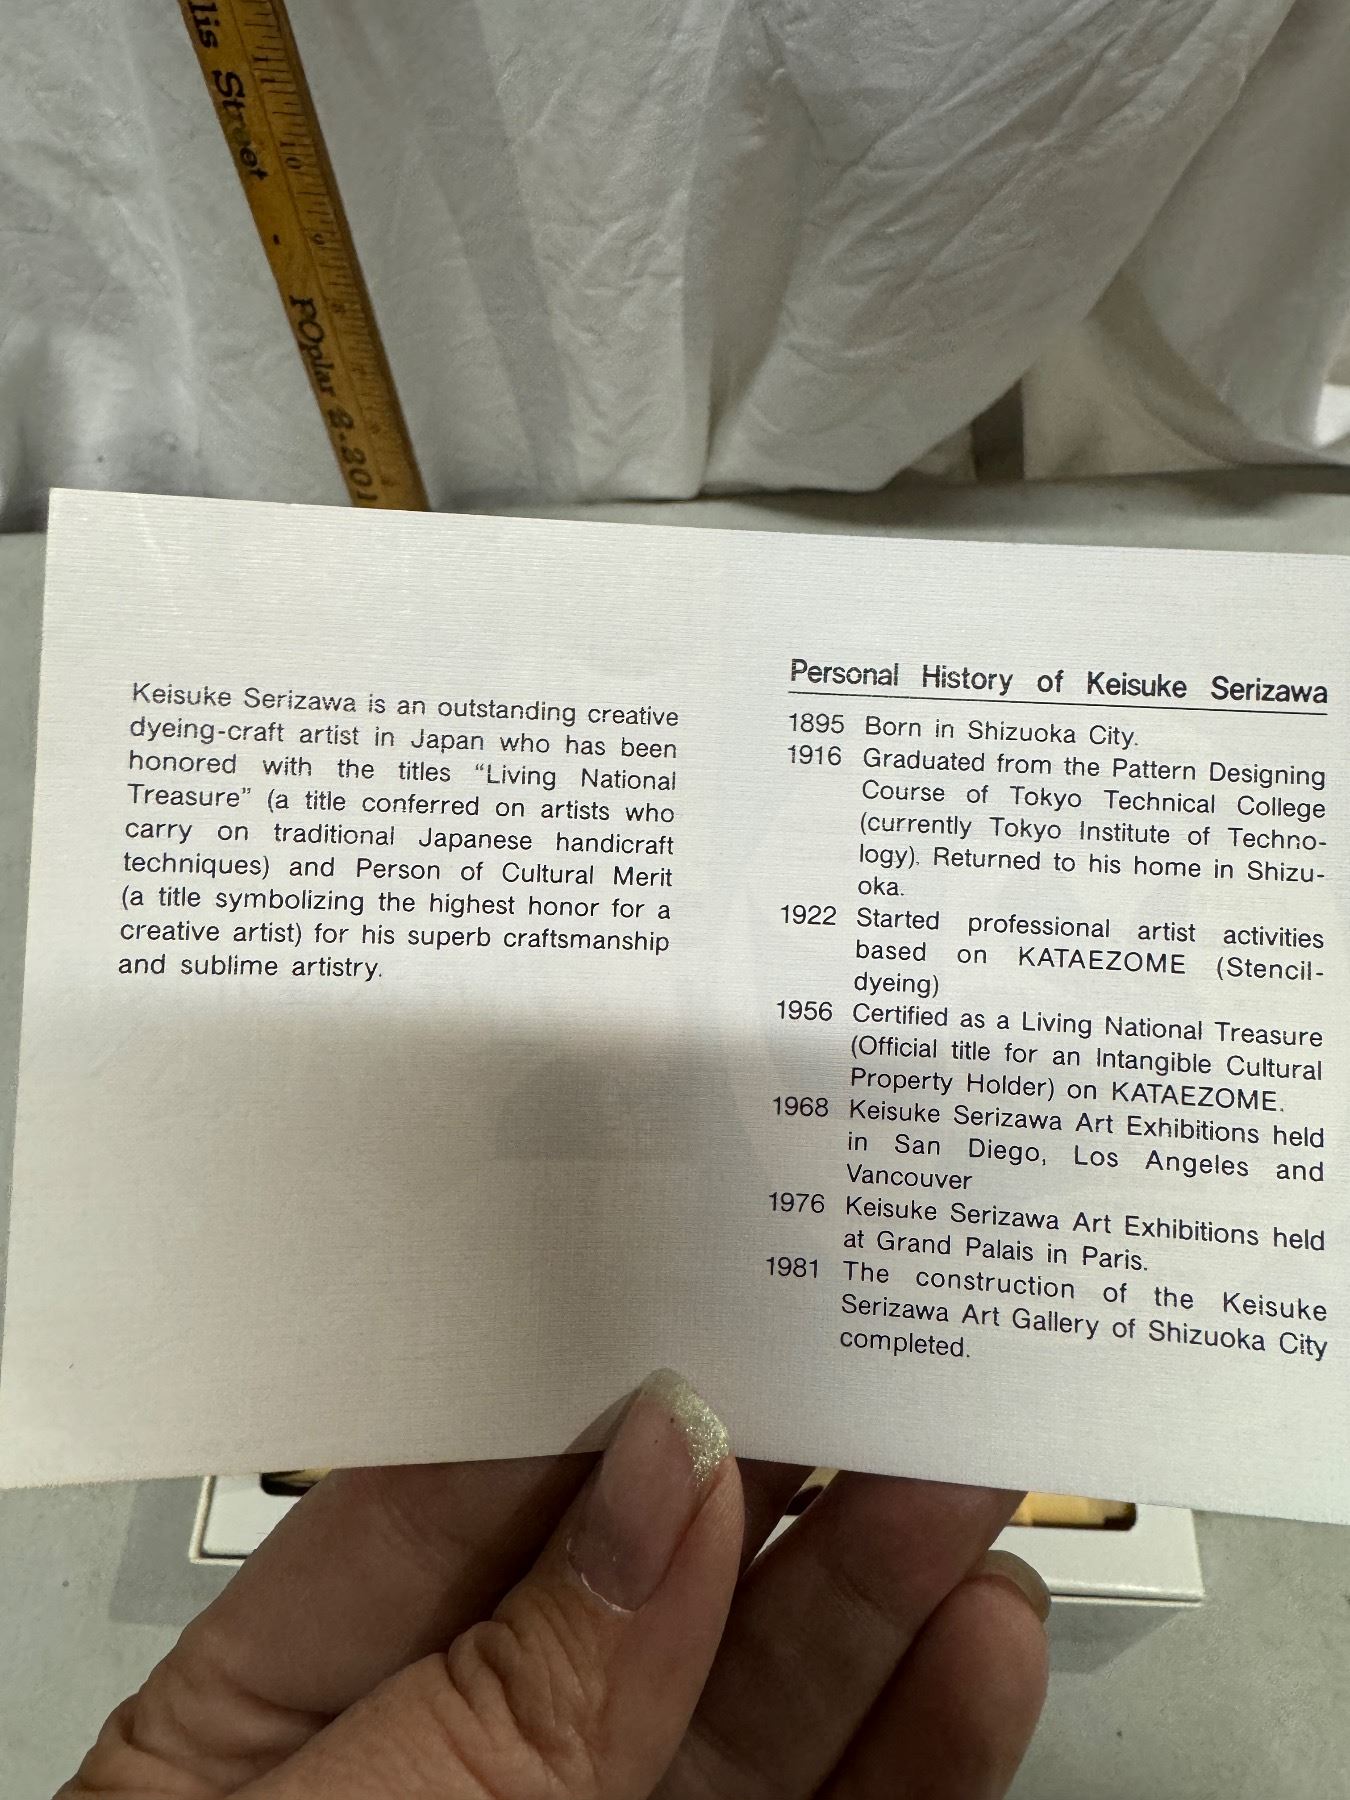 lis Street - POplar 2-301
11
10
9
8
Keisuke Serizawa is an outstanding creative
dyeing-craft artist in Japan who has been
honored with the titles “Living National
Treasure” (a title conferred on artists who
carry on traditional Japanese handicraft
techniques) and Person of Cultural Merit
(a title symbolizing the highest honor for a
creative artist) for his superb craftsmanship
and sublime artistry.
Personal History of Keisuke Serizawa
1895 Born in Shizuoka City.
1916 Graduated from the Pattern Designing
Course of Tokyo Technical College
(currently Tokyo Institute of Techno-
logy). Returned to his home in Shizu-
oka.
1922 Started professional artist activities
based on KATAEZOME (Stencil-
dyeing)
1956 Certified as a Living National Treasure
(Official title for an Intangible Cultural
Property Holder) on KATAEZOME.
1968 Keisuke Serizawa Art Exhibitions held
in San Diego, Los Angeles and
Vancouver
1976 Keisuke Serizawa Art Exhibitions held
at Grand Palais in Paris.
1981 The construction of the Keisuke
Serizawa Art Gallery of Shizuoka City
completed.